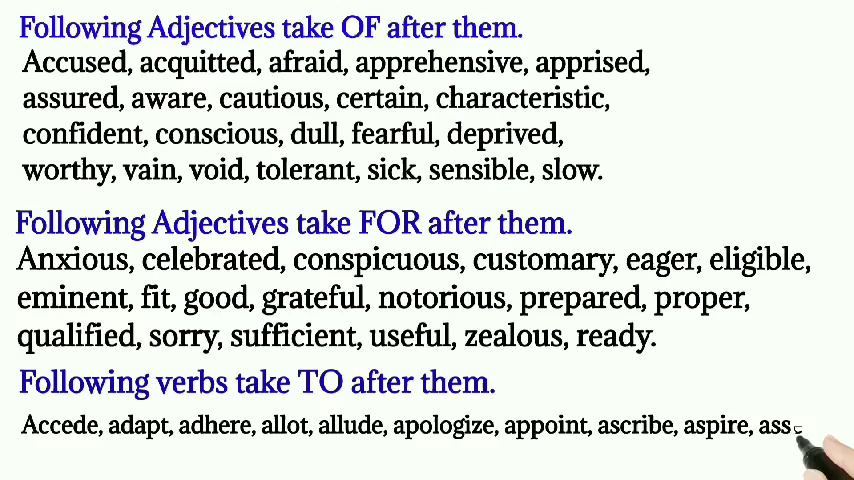 Following Adjectives take OF after them.
Accused, acquitted, afraid, apprehensive, apprised,
assured, aware, cautious, certain, characteristic,
confident, conscious, dull, fearful, deprived,
worthy, vain, void, tolerant, sick, sensible, slow.
Following Adjectives take FOR after them.
Anxious, celebrated, conspicuous, customary, eager, eligible,
eminent, fit, good, grateful, notorious, prepared, proper,
qualified, sorry, sufficient, useful, zealous, ready.
Following verbs take TO after them.
Accede, adapt, adhere, allot, allude, apologize, appoint, ascribe, aspire,